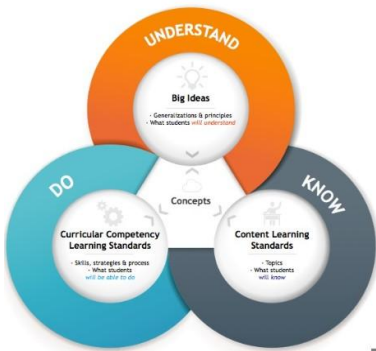 UNDERSTAND
Big Ideas
- Generalizations & principles
- What students will understand
DO
KNOW
Concepts
Curricular Competency
Learning Standards
- Skills, strategies & process
- What students
will be able to do
Content Learning
Standards
- Topics
- What students
will know